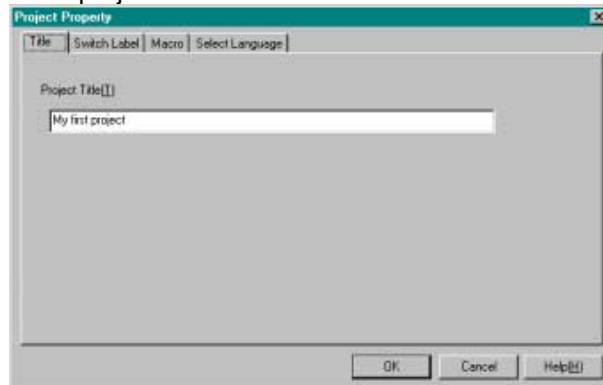 Project Property
Title Switch Label Macro Select Language
Project Title(T)
My first project
OK Cancel Help(H)